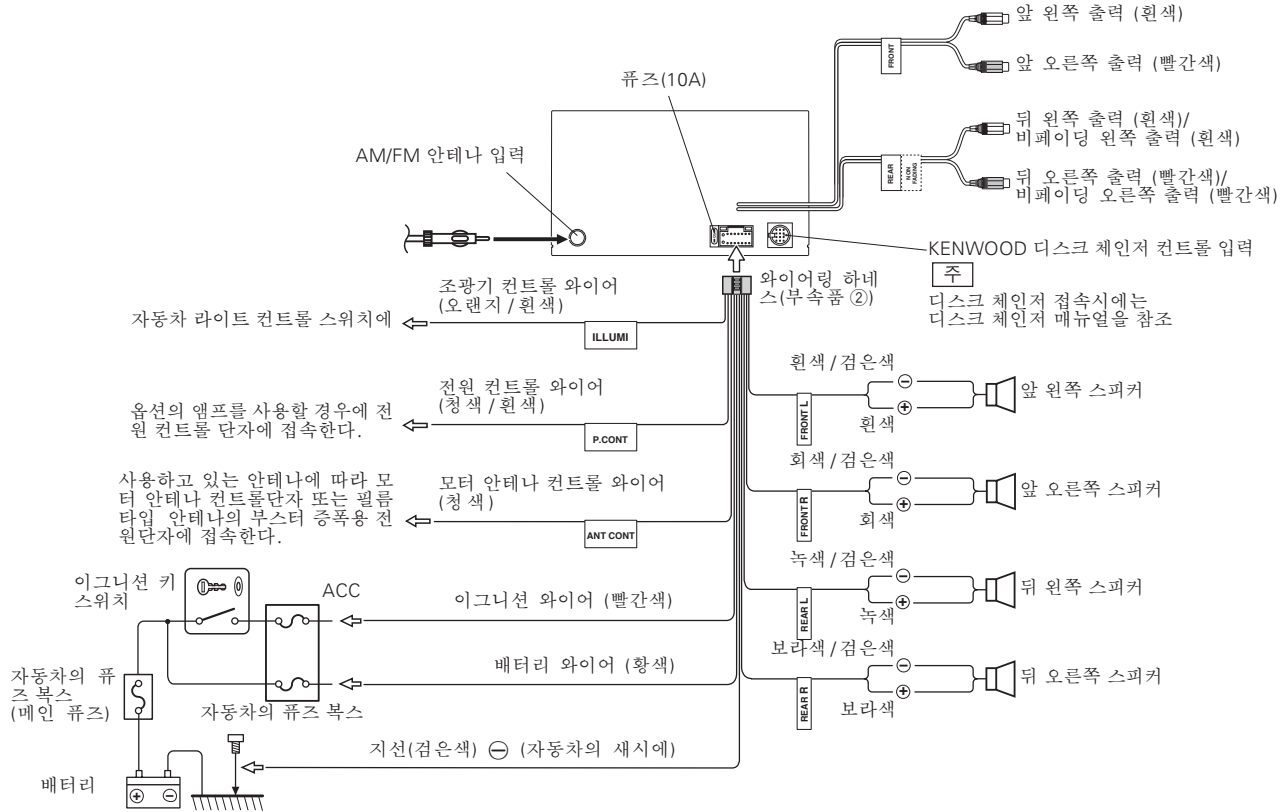 앞 왼쪽 출력 (흰색)
FRONT
앞 오른쪽 출력 (빨간색)
퓨즈(10A)
뒤 왼쪽 출력 (흰색)/
비페이딩 왼쪽 출력 (흰색)
AM/FM 안테나 입력
REAR
NON
FADING
뒤 오른쪽 출력 (빨간색)/
비페이딩 오른쪽 출력 (빨간색)
KENWOOD 디스크 체인저 컨트롤 입력
주
디스크 체인저 접속시에는
디스크 체인저 매뉴얼을 참조
와이어링 하네
스(부속품 ②)
조광기 컨트롤 와이어
(오랜지 / 흰색)
자동차 라이트 컨트롤 스위치에
ILLUMI
전원 컨트롤 와이어
(청색 / 흰색)
옵션의 앰프를 사용할 경우에 전
원 컨트롤 단자에 접속한다.
P.CONT
사용하고 있는 안테나에 따라 모
터 안테나 컨트롤단자 또는 필름
타입 안테나의 부스터 증폭용 전
원단자에 접속한다.
모터 안테나 컨트롤 와이어
(청색)
ANT CONT
흰색 / 검은색
⊖
앞 왼쪽 스피커
FRONT L
⊕
흰색
회색 / 검은색
⊖
앞 오른쪽 스피커
FRONT R
⊕
회색
녹색 / 검은색
⊖
뒤 왼쪽 스피커
REAR L
⊕
녹색
보라색 / 검은색
⊖
뒤 오른쪽 스피커
REAR R
⊕
보라색
이그니션 키
스위치
ACC
이그니션 와이어 (빨간색)
배터리 와이어 (황색)
자동차의 퓨
즈 복스
(메인 퓨즈)
자동차의 퓨즈 복스
지선(검은색) ⊖ (자동차의 새시에)
배터리
⊕ ⊖